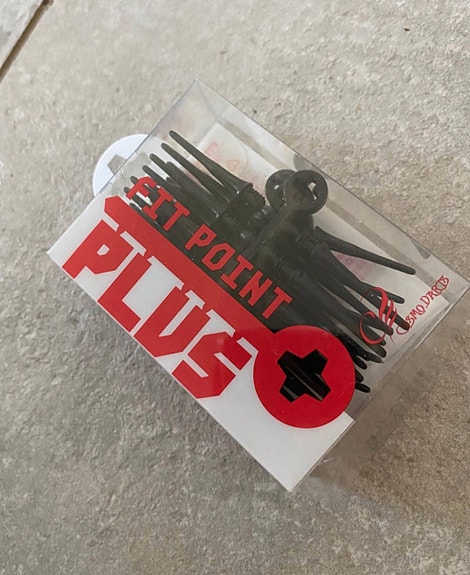 FIT POINT
PLUS
COSMO DARTS